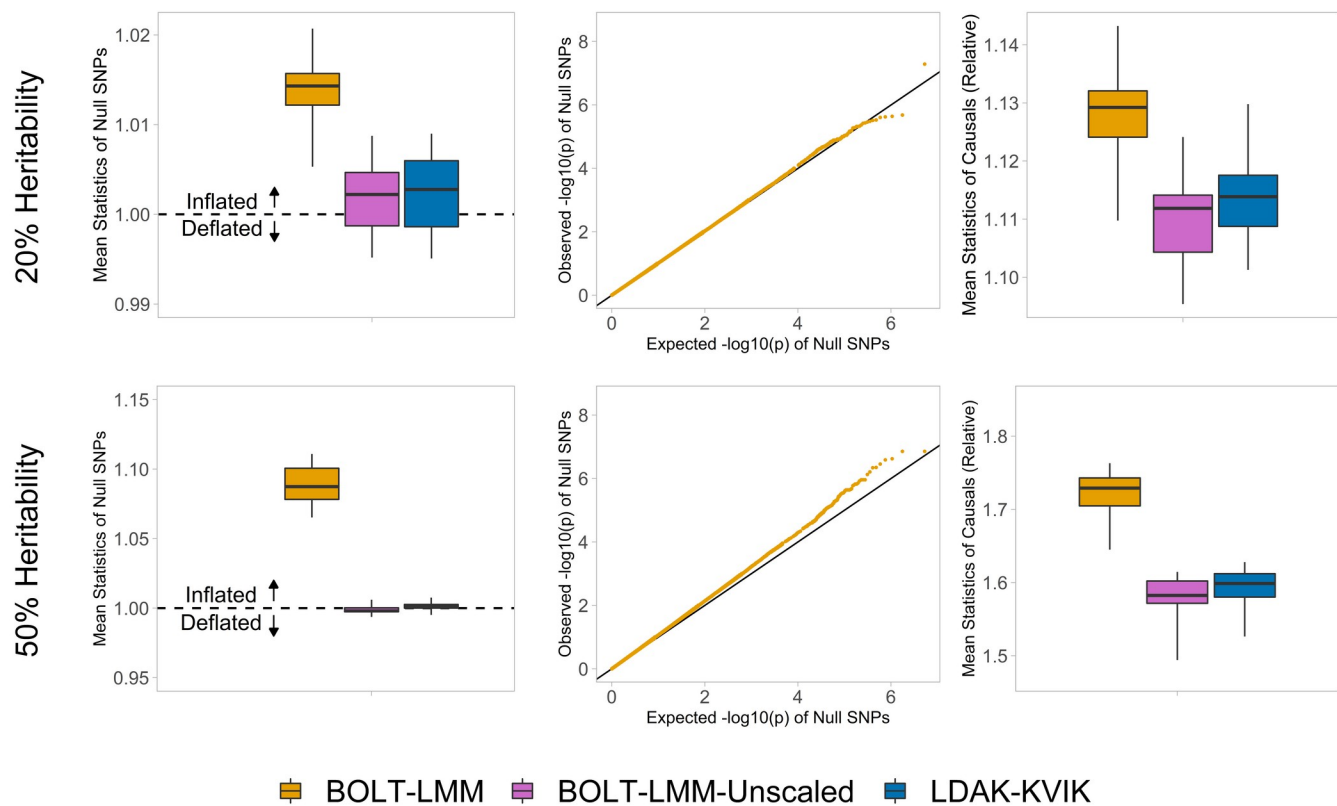 20% Heritability
Mean Statistics of Null SNPs
1.02
1.01
1.00
0.99
Inflated
Deflated
Observed -log10(p) of Null SNPs
8
6
4
2
0
0 2 4 6
Expected -log10(p) of Null SNPs
Mean Statistics of Causals (Relative)
1.14
1.13
1.12
1.11
1.10
50% Heritability
Mean Statistics of Null SNPs
1.15
1.10
1.05
1.00
0.95
Inflated
Deflated
Observed -log10(p) of Null SNPs
8
6
4
2
0
0 2 4 6
Expected -log10(p) of Null SNPs
Mean Statistics of Causals (Relative)
1.8
1.7
1.6
1.5
BOLT-LMM BOLT-LMM-Unscaled LDAK-KVIK